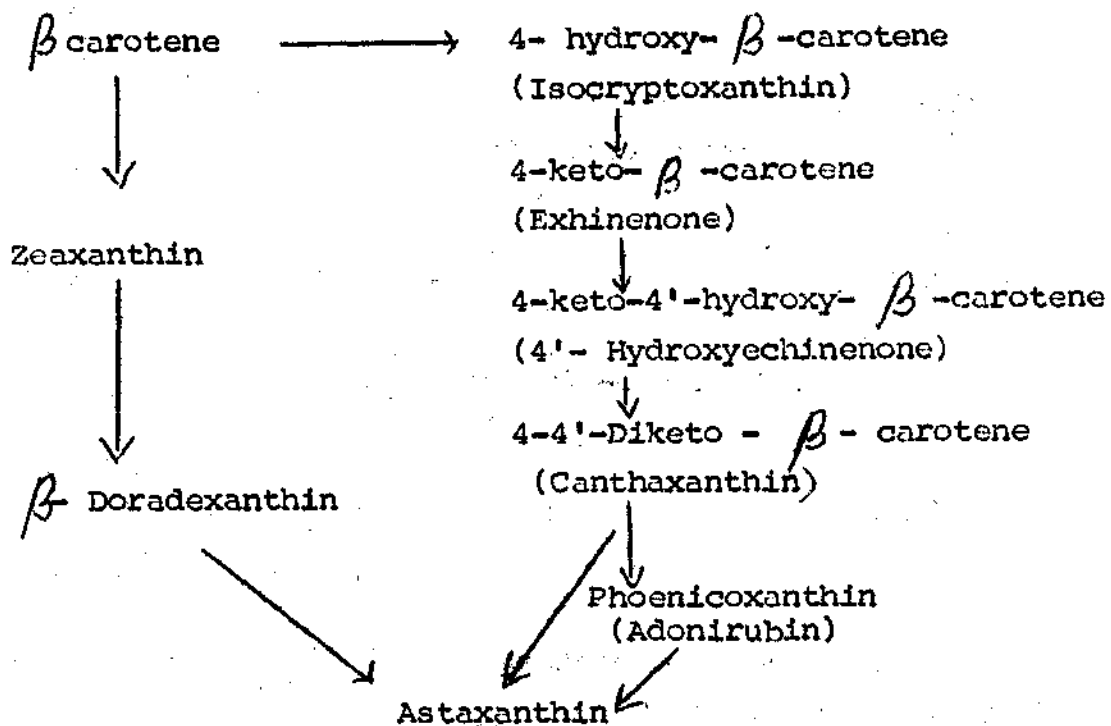 β carotene
4- hydroxy- β -carotene
(Isocryptoxanthin)
4-keto- β -carotene
(Exhinenone)
Zeaxanthin
4-keto-4'-hydroxy- β -carotene
(4'- Hydroxyechinenone)
4-4'-Diketo - β - carotene
(Canthaxanthin)
β- Doradexanthin
Phoenicoxanthin
(Adonirubin)
Astaxanthin